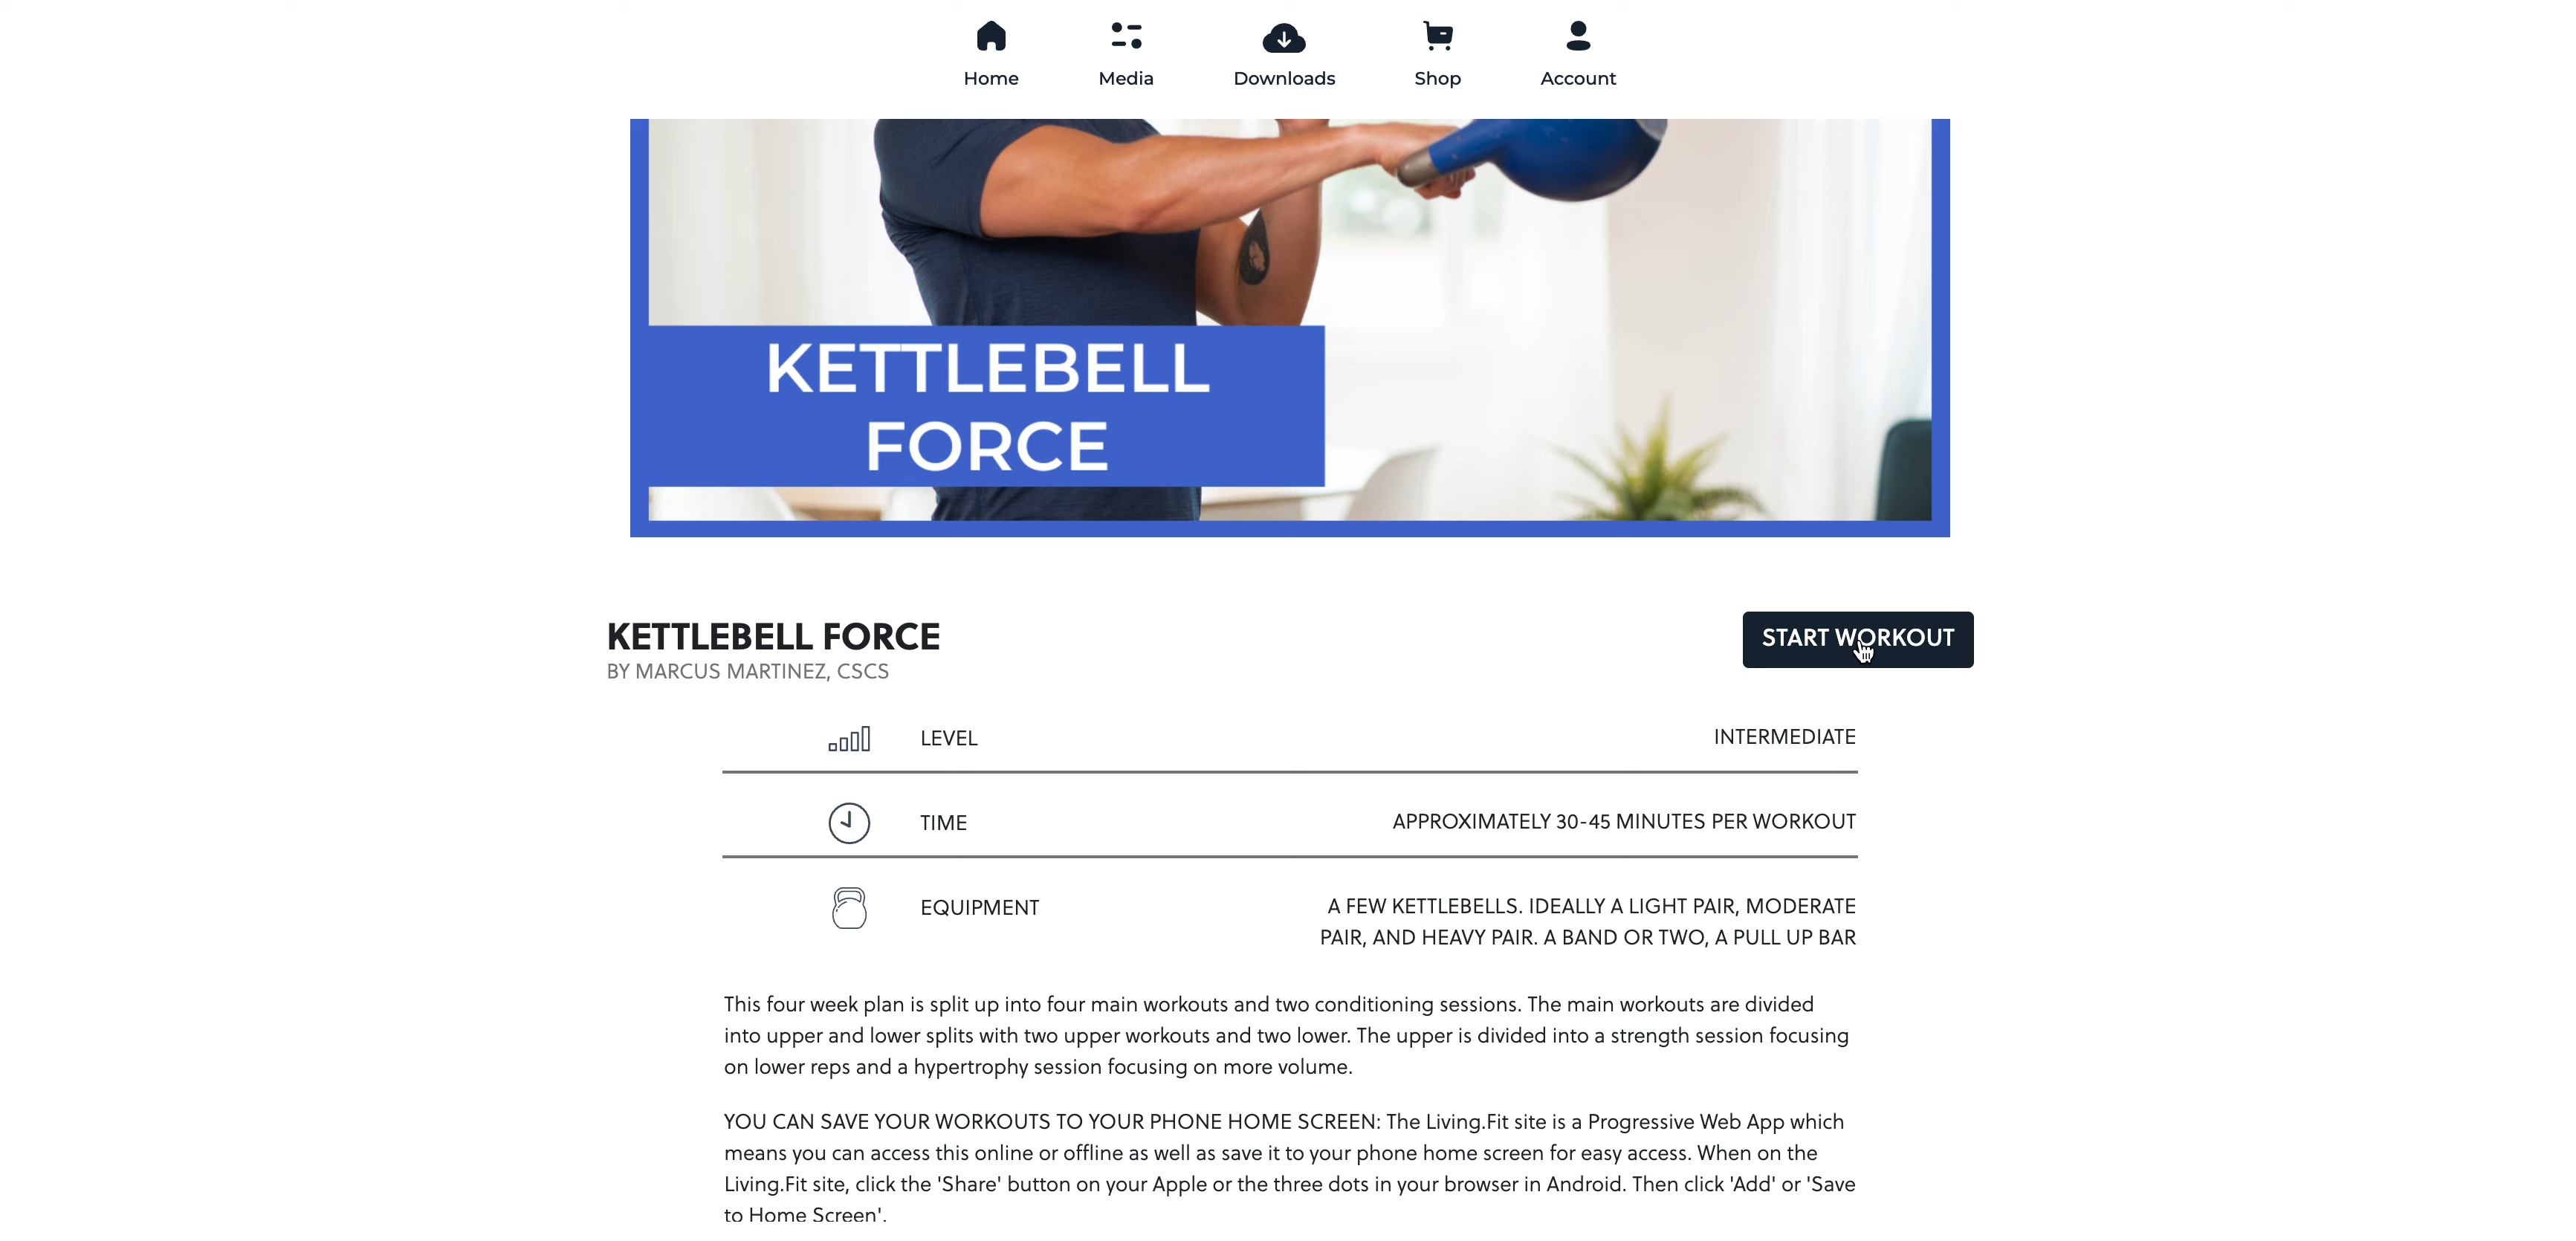 Home
Media
Downloads
Shop
Account
KETTLEBELL
FORCE
KETTLEBELL FORCE
BY MARCUS MARTINEZ, CSCS
START WORKOUT
LEVEL
INTERMEDIATE
TIME
APPROXIMATELY 30-45 MINUTES PER WORKOUT
EQUIPMENT
A FEW KETTLEBELLS. IDEALLY A LIGHT PAIR, MODERATE
PAIR, AND HEAVY PAIR. A BAND OR TWO, A PULL UP BAR
This four week plan is split up into four main workouts and two conditioning sessions. The main workouts are divided
into upper and lower splits with two upper workouts and two lower. The upper is divided into a strength session focusing
on lower reps and a hypertrophy session focusing on more volume.
YOU CAN SAVE YOUR WORKOUTS TO YOUR PHONE HOME SCREEN: The Living.Fit site is a Progressive Web App which
means you can access this online or offline as well as save it to your phone home screen for easy access. When on the
Living.Fit site, click the 'Share' button on your Apple or the three dots in your browser in Android. Then click 'Add' or 'Save
to Home Screen'.